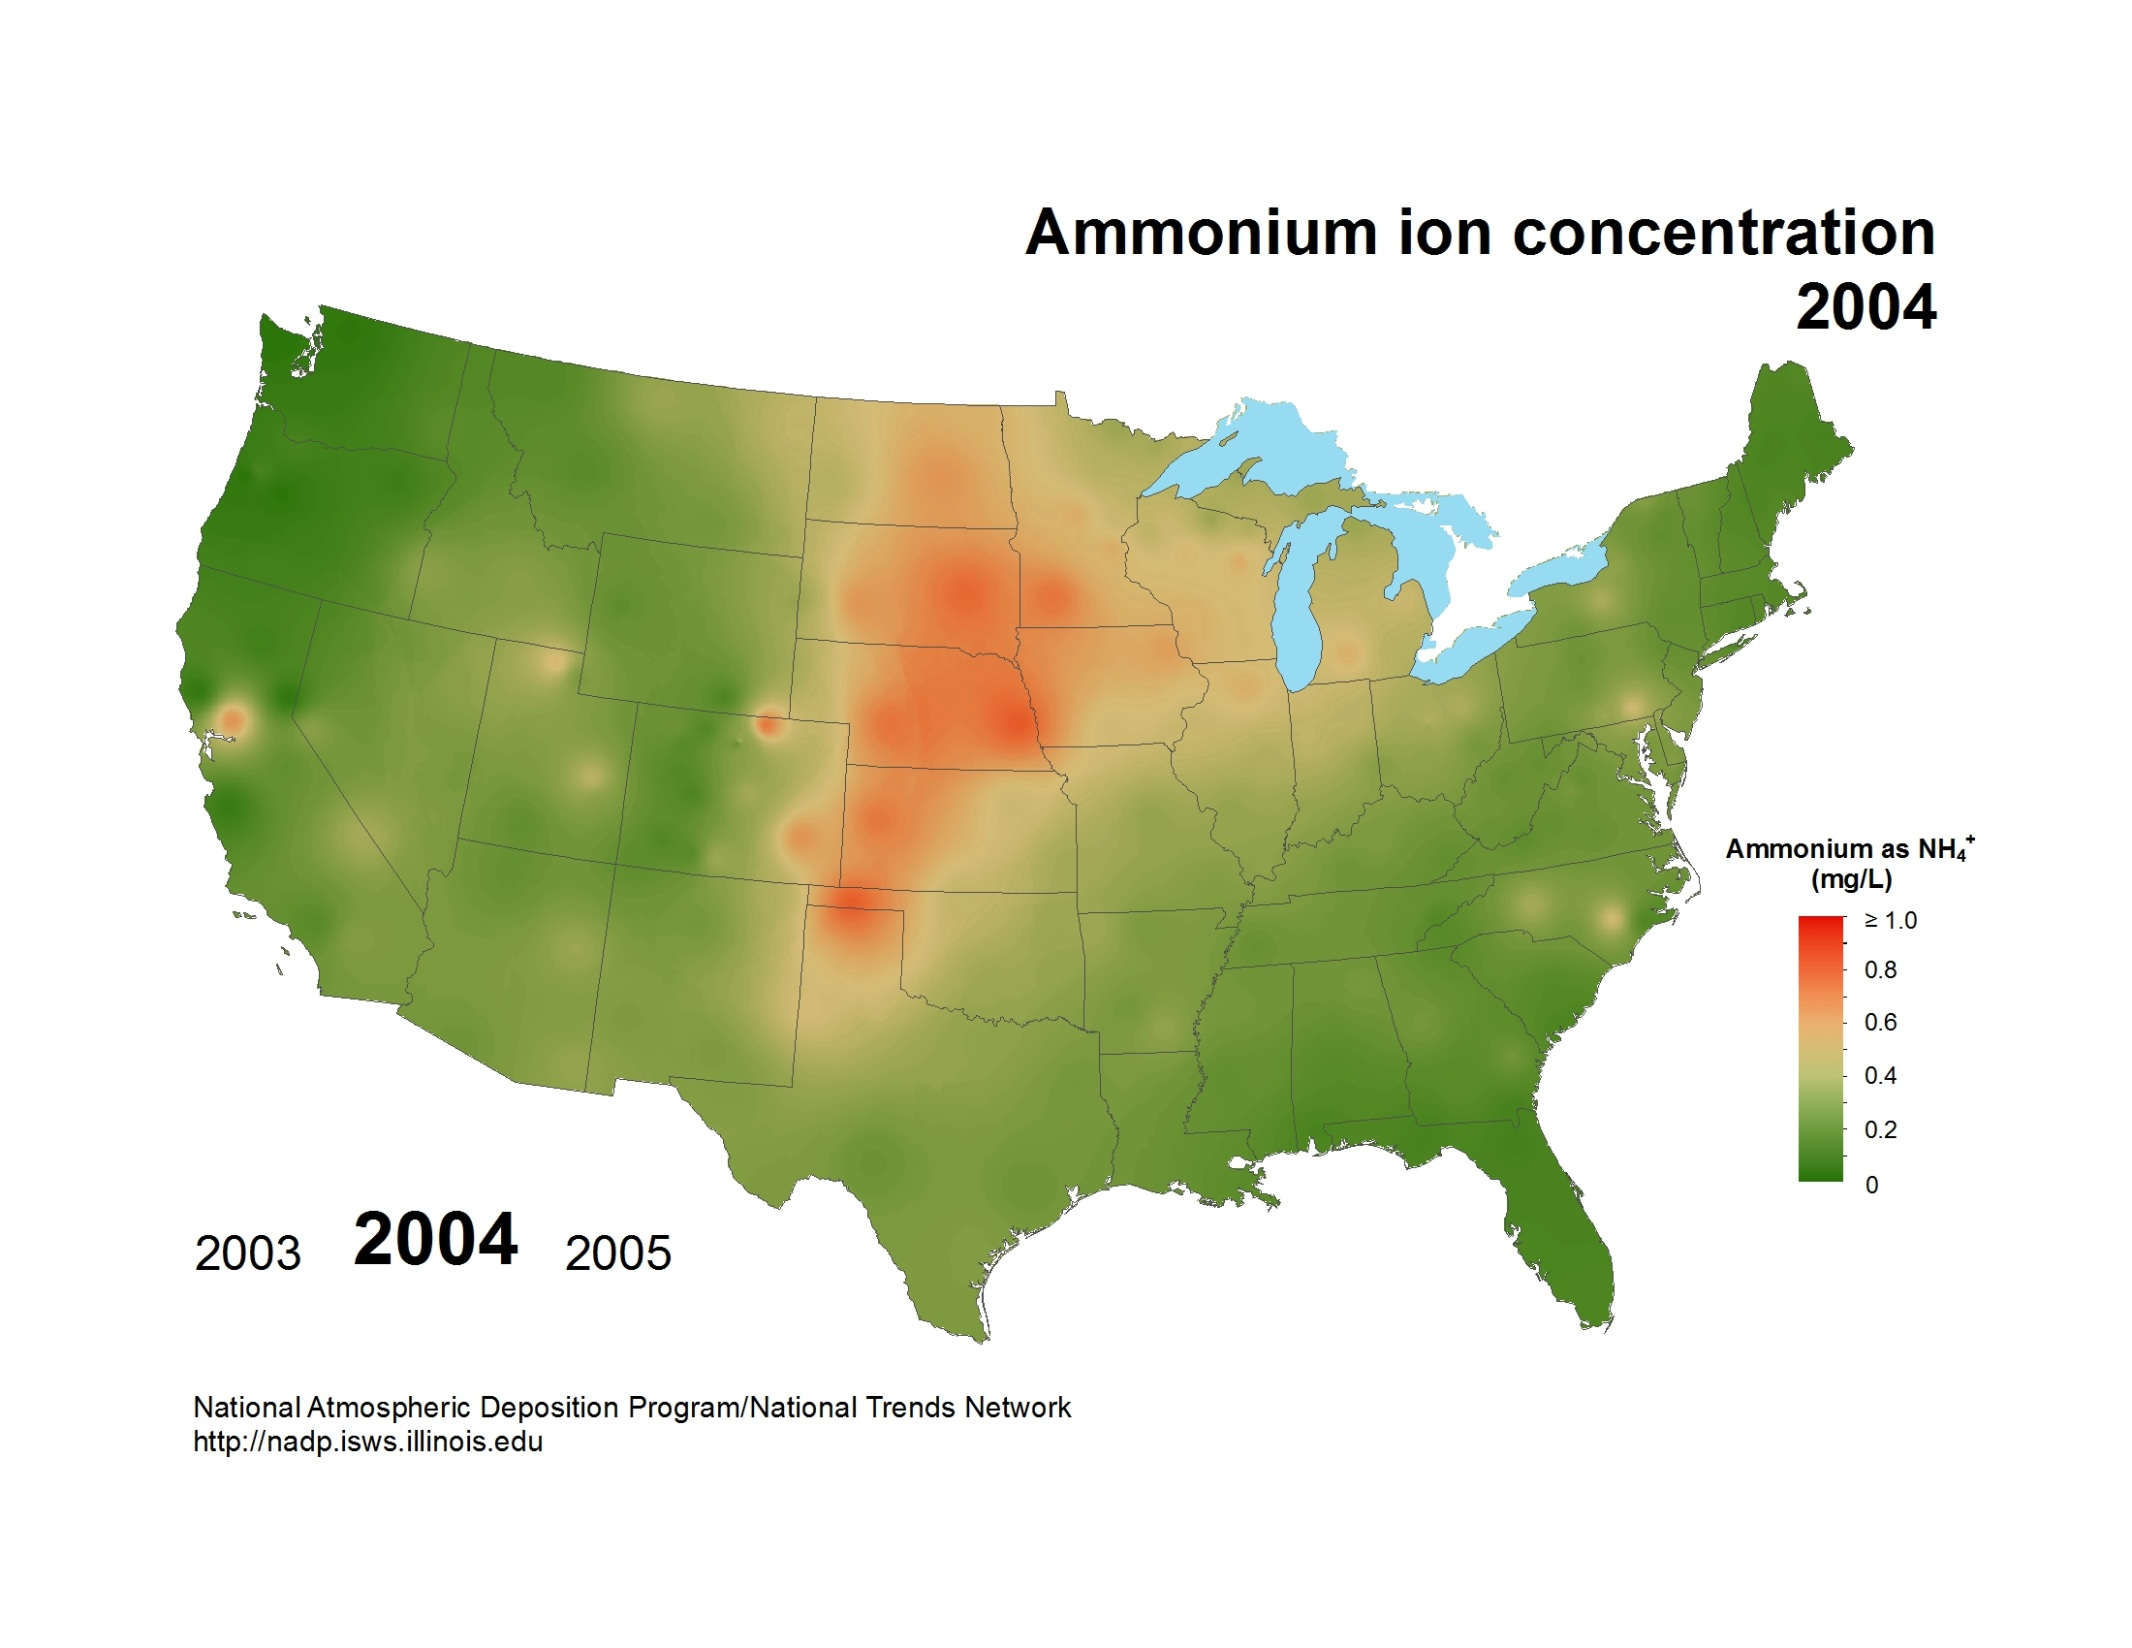 Ammonium ion concentration
2004
Ammonium as NH₄⁺
(mg/L)
≥ 1.0
0.8
0.6
0.4
0.2
0
2003 2004 2005
National Atmospheric Deposition Program/National Trends Network
http://nadp.isws.illinois.edu